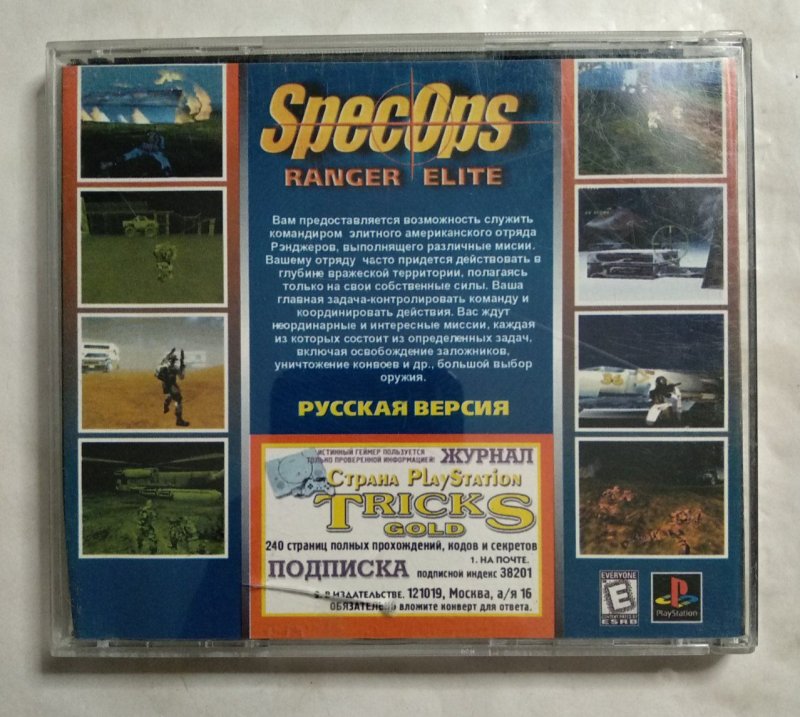 SpecOps
RANGER ELITE
Вам предоставляется возможность служить
командиром элитного американского отряда
Рэнджеров, выполнящего различные мисии.
Вашему отряду часто придется действовать в
глубине вражеской территории, полагаясь
только на свои собственные силы. Ваша
главная задача-контролировать команду и
координировать действия. Вас ждут
неординарные и интересные миссии, каждая
из которых состоит из определенных задач,
включая освобождение заложников,
уничтожение конвоев и др., большой выбор
оружия.
РУССКАЯ ВЕРСИЯ
ИСТИННЫЙ ГЕЙМЕР ПОЛЬЗУЕТСЯ
ТОЛЬКО ПРОВЕРЕННОЙ ИНФОРМАЦИЕЙ!
ЖУРНАЛ
СТРАНА PLAYSTATION
TRICKS
GOLD
240 страниц полных прохождений, кодов и секретов
1. НА ПОЧТЕ.
ПОДПИСКА подписной индекс 38201
В ИЗДАТЕЛЬСТВЕ. 121019, Москва, а/я 16
ОБЯЗАТЕЛЬНО вложите конверт для ответа.
EVERYONE
E
CONTENT RATED BY
ESRB
PlayStation